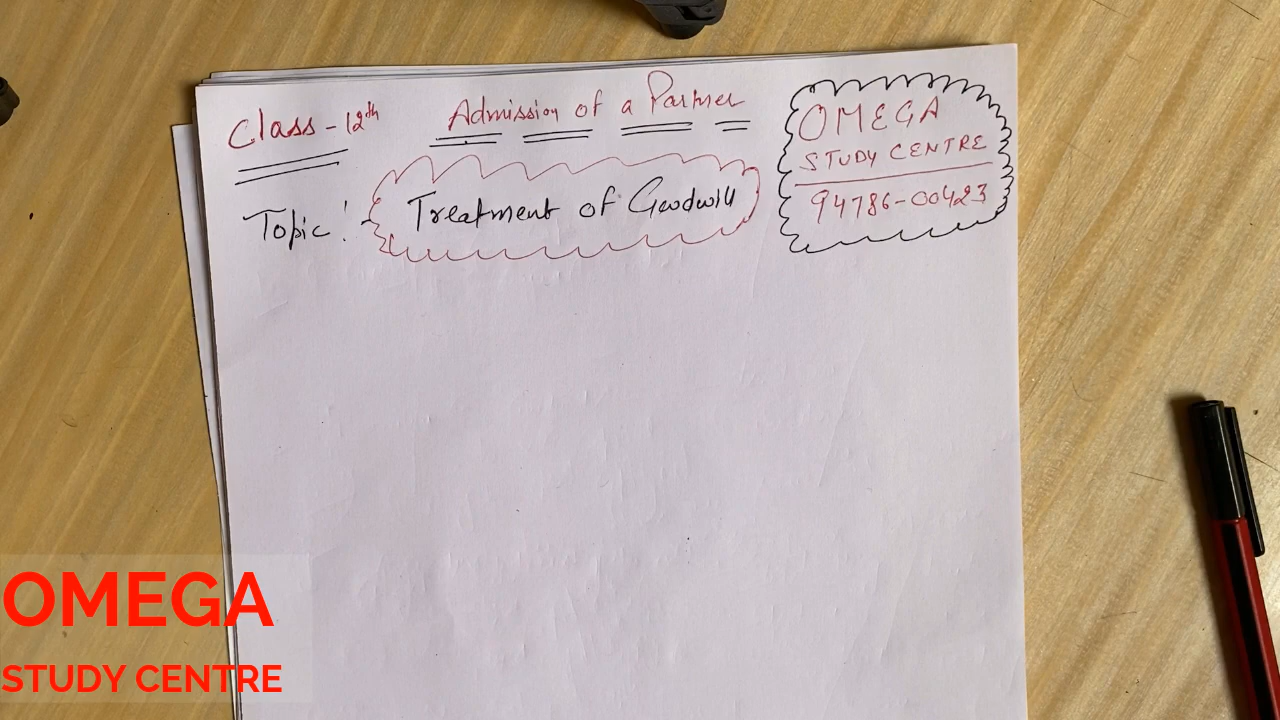 Class - 12th
Admission of a Partner
Topic :- Treatment of Goodwill
OMEGA
STUDY CENTRE
94786-00423
OMEGA
STUDY CENTRE